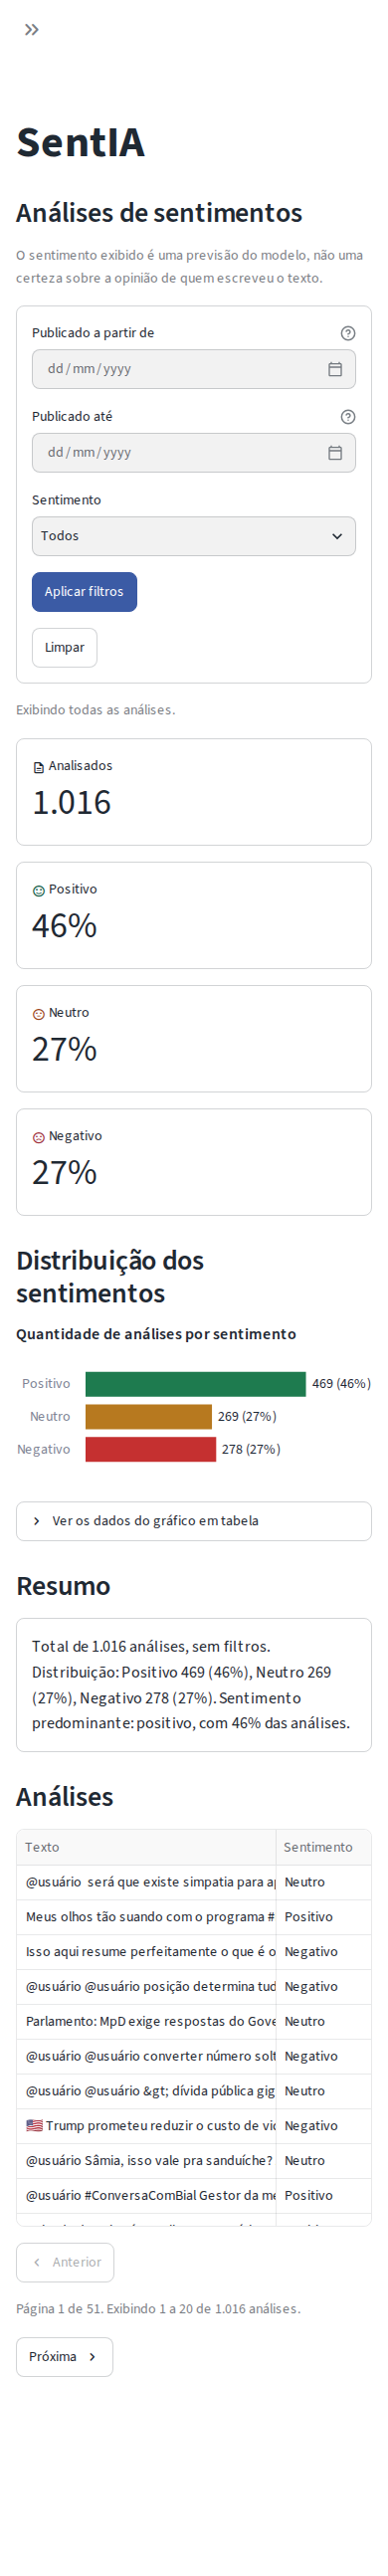 SentIA
Análises de sentimentos
O sentimento exibido é uma previsão do modelo, não uma
certeza sobre a opinião de quem escreveu o texto.
Publicado a partir de
dd/mm/yyyy
Publicado até
dd/mm/yyyy
Sentimento
Todos
Aplicar filtros
Limpar
Exibindo todas as análises.
Analisados
1.016
Positivo
46%
Neutro
27%
Negativo
27%
Distribuição dos
sentimentos
Quantidade de análises por sentimento
Positivo 469 (46%)
Neutro 269 (27%)
Negativo 278 (27%)
Ver os dados do gráfico em tabela
Resumo
Total de 1.016 análises, sem filtros.
Distribuição: Positivo 469 (46%), Neutro 269
(27%), Negativo 278 (27%). Sentimento
predominante: positivo, com 46% das análises.
Análises
Texto Sentimento
@usuário será que existe simpatia para Neutro
Meus olhos tão suando com o programa # Positivo
Isso aqui resume perfeitamente o que é o Negativo
@usuário @usuário posição determina tud Negativo
Parlamento: MpD exige respostas do Gove Neutro
@usuário @usuário converter número solt Negativo
@usuário @usuário &gt; dívida pública gig Neutro
🇺🇸 Trump prometeu reduzir o custo de vi Negativo
@usuário Sâmia, isso vale pra sanduíche? Neutro
@usuário #ConversaComBial Gestor da me Positivo
Anterior
Página 1 de 51. Exibindo 1 a 20 de 1.016 análises.
Próxima